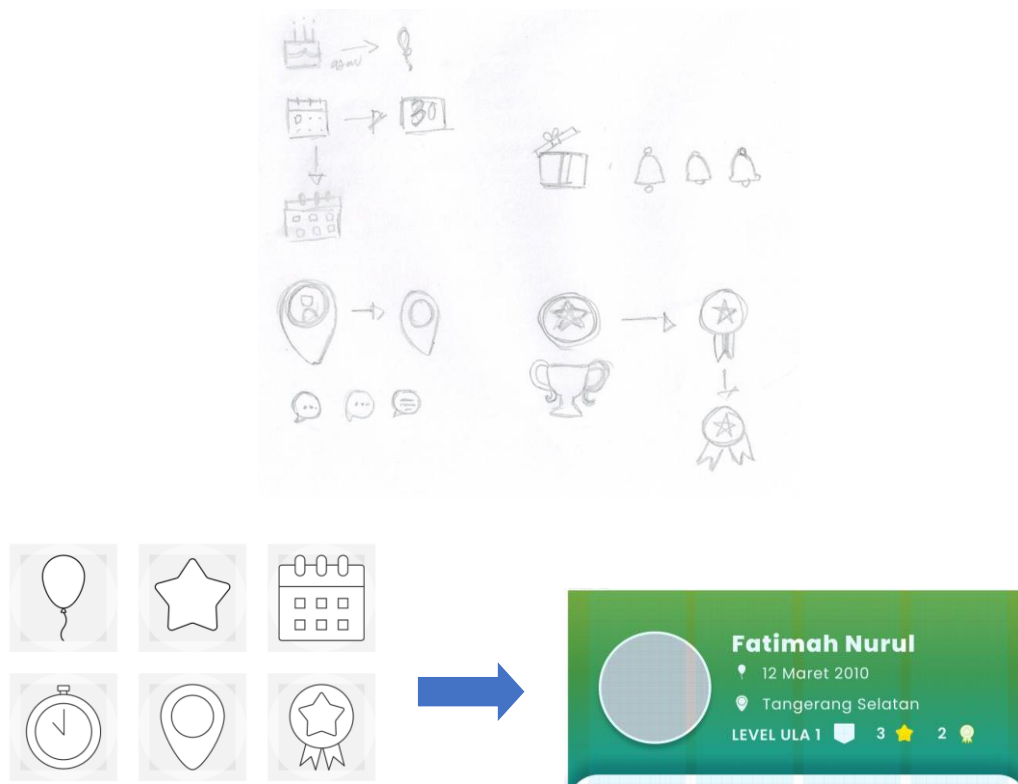 30
Fatimah Nurul
12 Maret 2010
Tangerang Selatan
LEVEL ULA 1 3 2